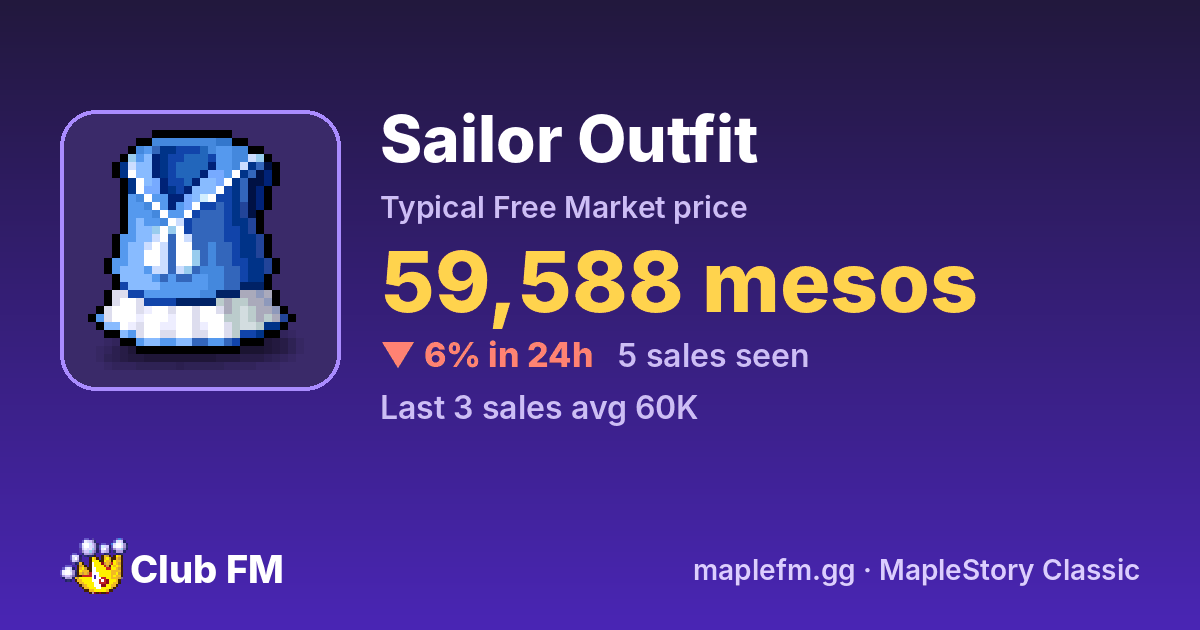 Sailor Outfit
Typical Free Market price
59,588 mesos
▼ 6% in 24h 5 sales seen
Last 3 sales avg 60K
Club FM
maplefm.gg · MapleStory Classic